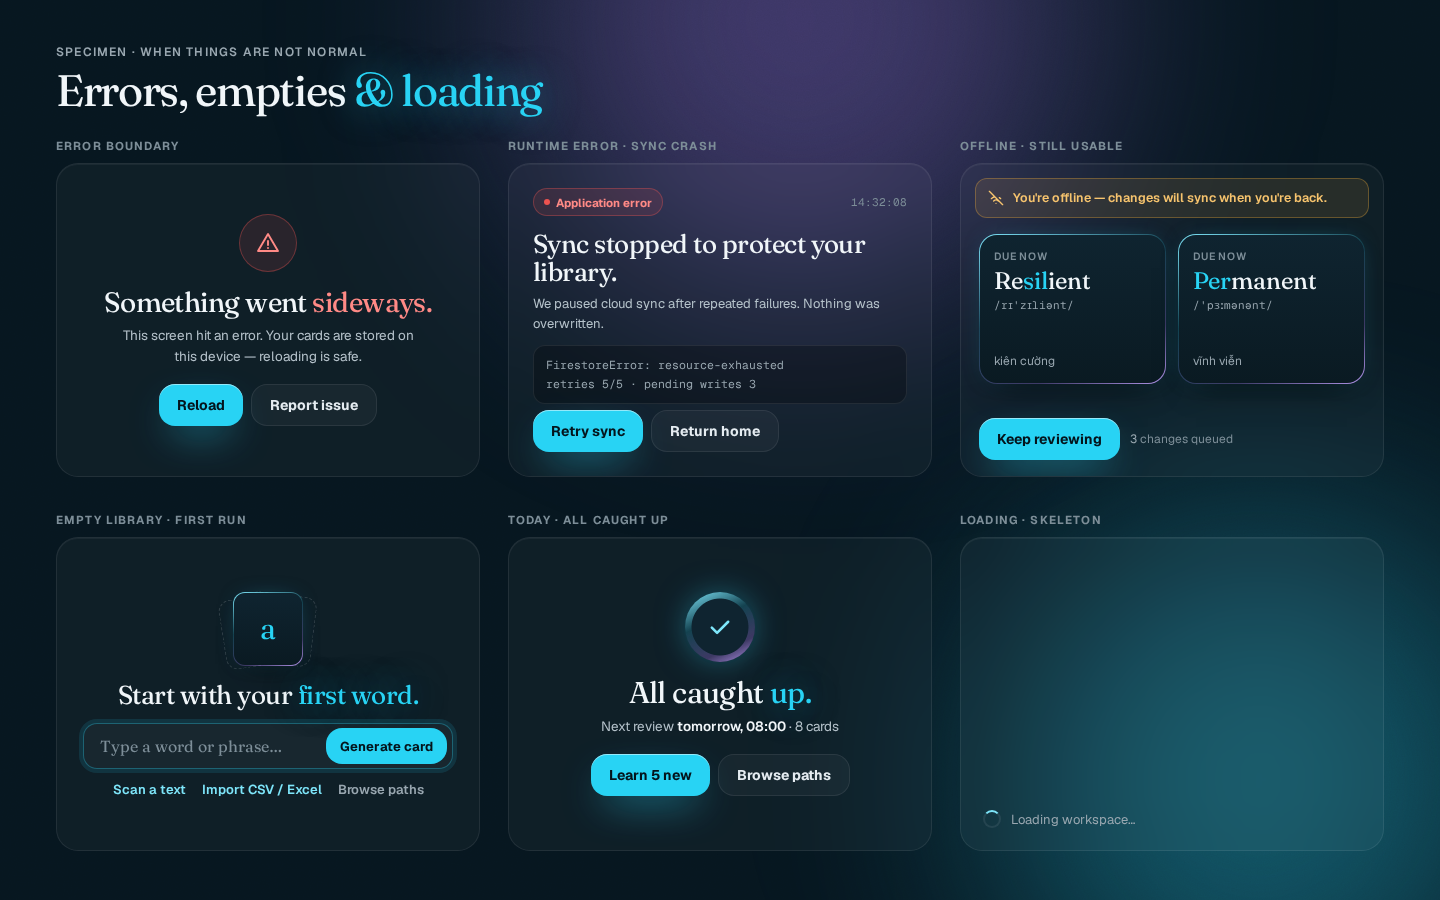 SPECIMEN · WHEN THINGS ARE NOT NORMAL
Errors, empties & loading
ERROR BOUNDARY
Something went sideways.
This screen hit an error. Your cards are stored on
this device — reloading is safe.
Reload
Report issue
RUNTIME ERROR · SYNC CRASH
Application error
14:32:08
Sync stopped to protect your
library.
We paused cloud sync after repeated failures. Nothing was
overwritten.
FirestoreError: resource-exhausted
retries 5/5 · pending writes 3
Retry sync
Return home
OFFLINE · STILL USABLE
You're offline — changes will sync when you're back.
DUE NOW
Resilient
/rɪˈzɪliənt/
kiên cường
DUE NOW
Permanent
/ˈpɜːmənənt/
vĩnh viễn
Keep reviewing
3 changes queued
EMPTY LIBRARY · FIRST RUN
a
Start with your first word.
Type a word or phrase...
Generate card
Scan a text
Import CSV / Excel
Browse paths
TODAY · ALL CAUGHT UP
All caught up.
Next review tomorrow, 08:00 · 8 cards
Learn 5 new
Browse paths
LOADING · SKELETON
Loading workspace…